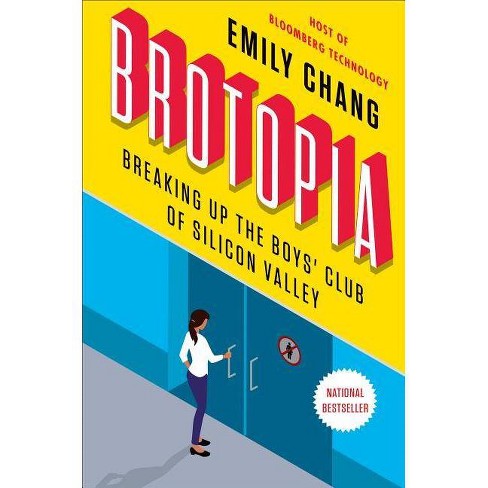 HOST OF
BLOOMBERG TECHNOLOGY
EMILY CHANG
BROTOPIA
BREAKING UP THE BOYS' CLUB
OF SILICON VALLEY
NATIONAL
BESTSELLER